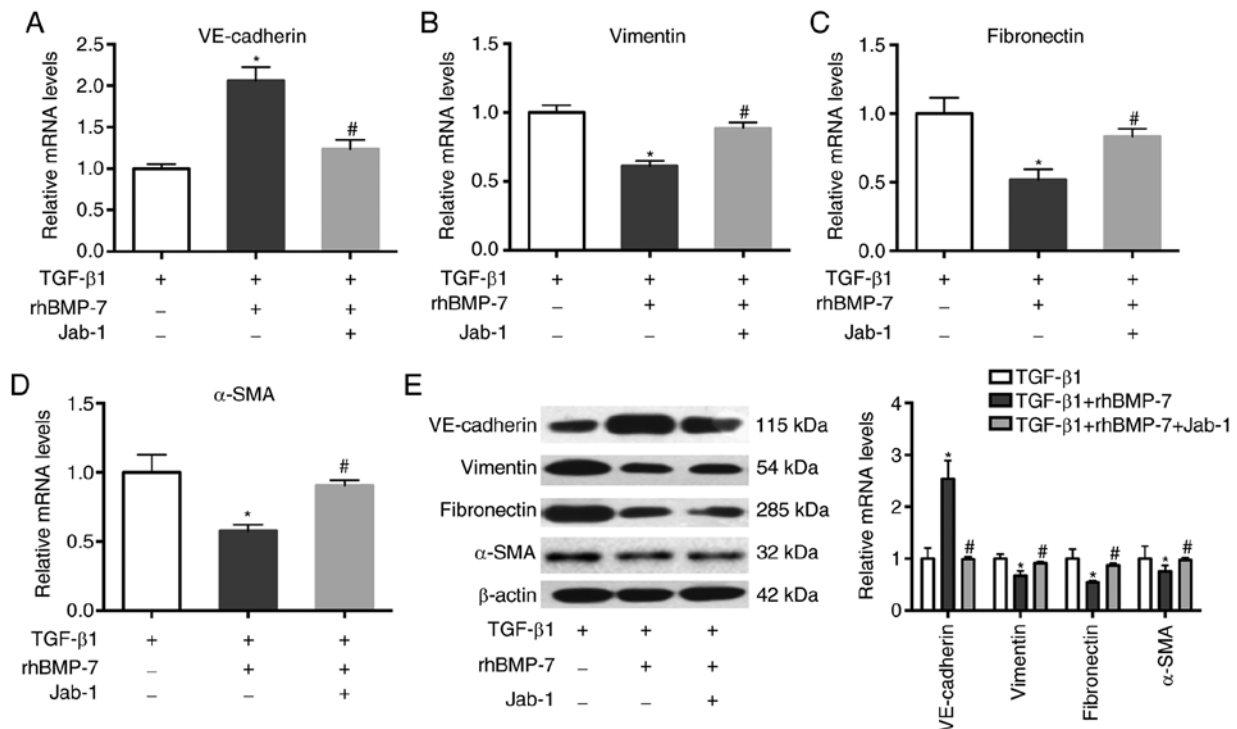 A
VE-cadherin
Relative mRNA levels
2.5
2.0
1.5
1.0
0.5
0.0
*
#
TGF-β1 + + +
rhBMP-7 – + +
Jab-1 – – +
B
Vimentin
Relative mRNA levels
1.5
1.0
0.5
0.0
*
#
TGF-β1 + + +
rhBMP-7 – + +
Jab-1 – – +
C
Fibronectin
Relative mRNA levels
1.5
1.0
0.5
0.0
*
#
TGF-β1 + + +
rhBMP-7 – + +
Jab-1 – – +
D
α-SMA
Relative mRNA levels
1.5
1.0
0.5
0.0
*
#
TGF-β1 + + +
rhBMP-7 – + +
Jab-1 – – +
E
VE-cadherin 115 kDa
Vimentin 54 kDa
Fibronectin 285 kDa
α-SMA 32 kDa
β-actin 42 kDa
TGF-β1 + + +
rhBMP-7 – + +
Jab-1 – – +
TGF-β1
TGF-β1+rhBMP-7
TGF-β1+rhBMP-7+Jab-1
Relative mRNA levels
4
3
2
1
0
* #
* #
* #
* #
VE-cadherin
Vimentin
Fibronectin
α-SMA